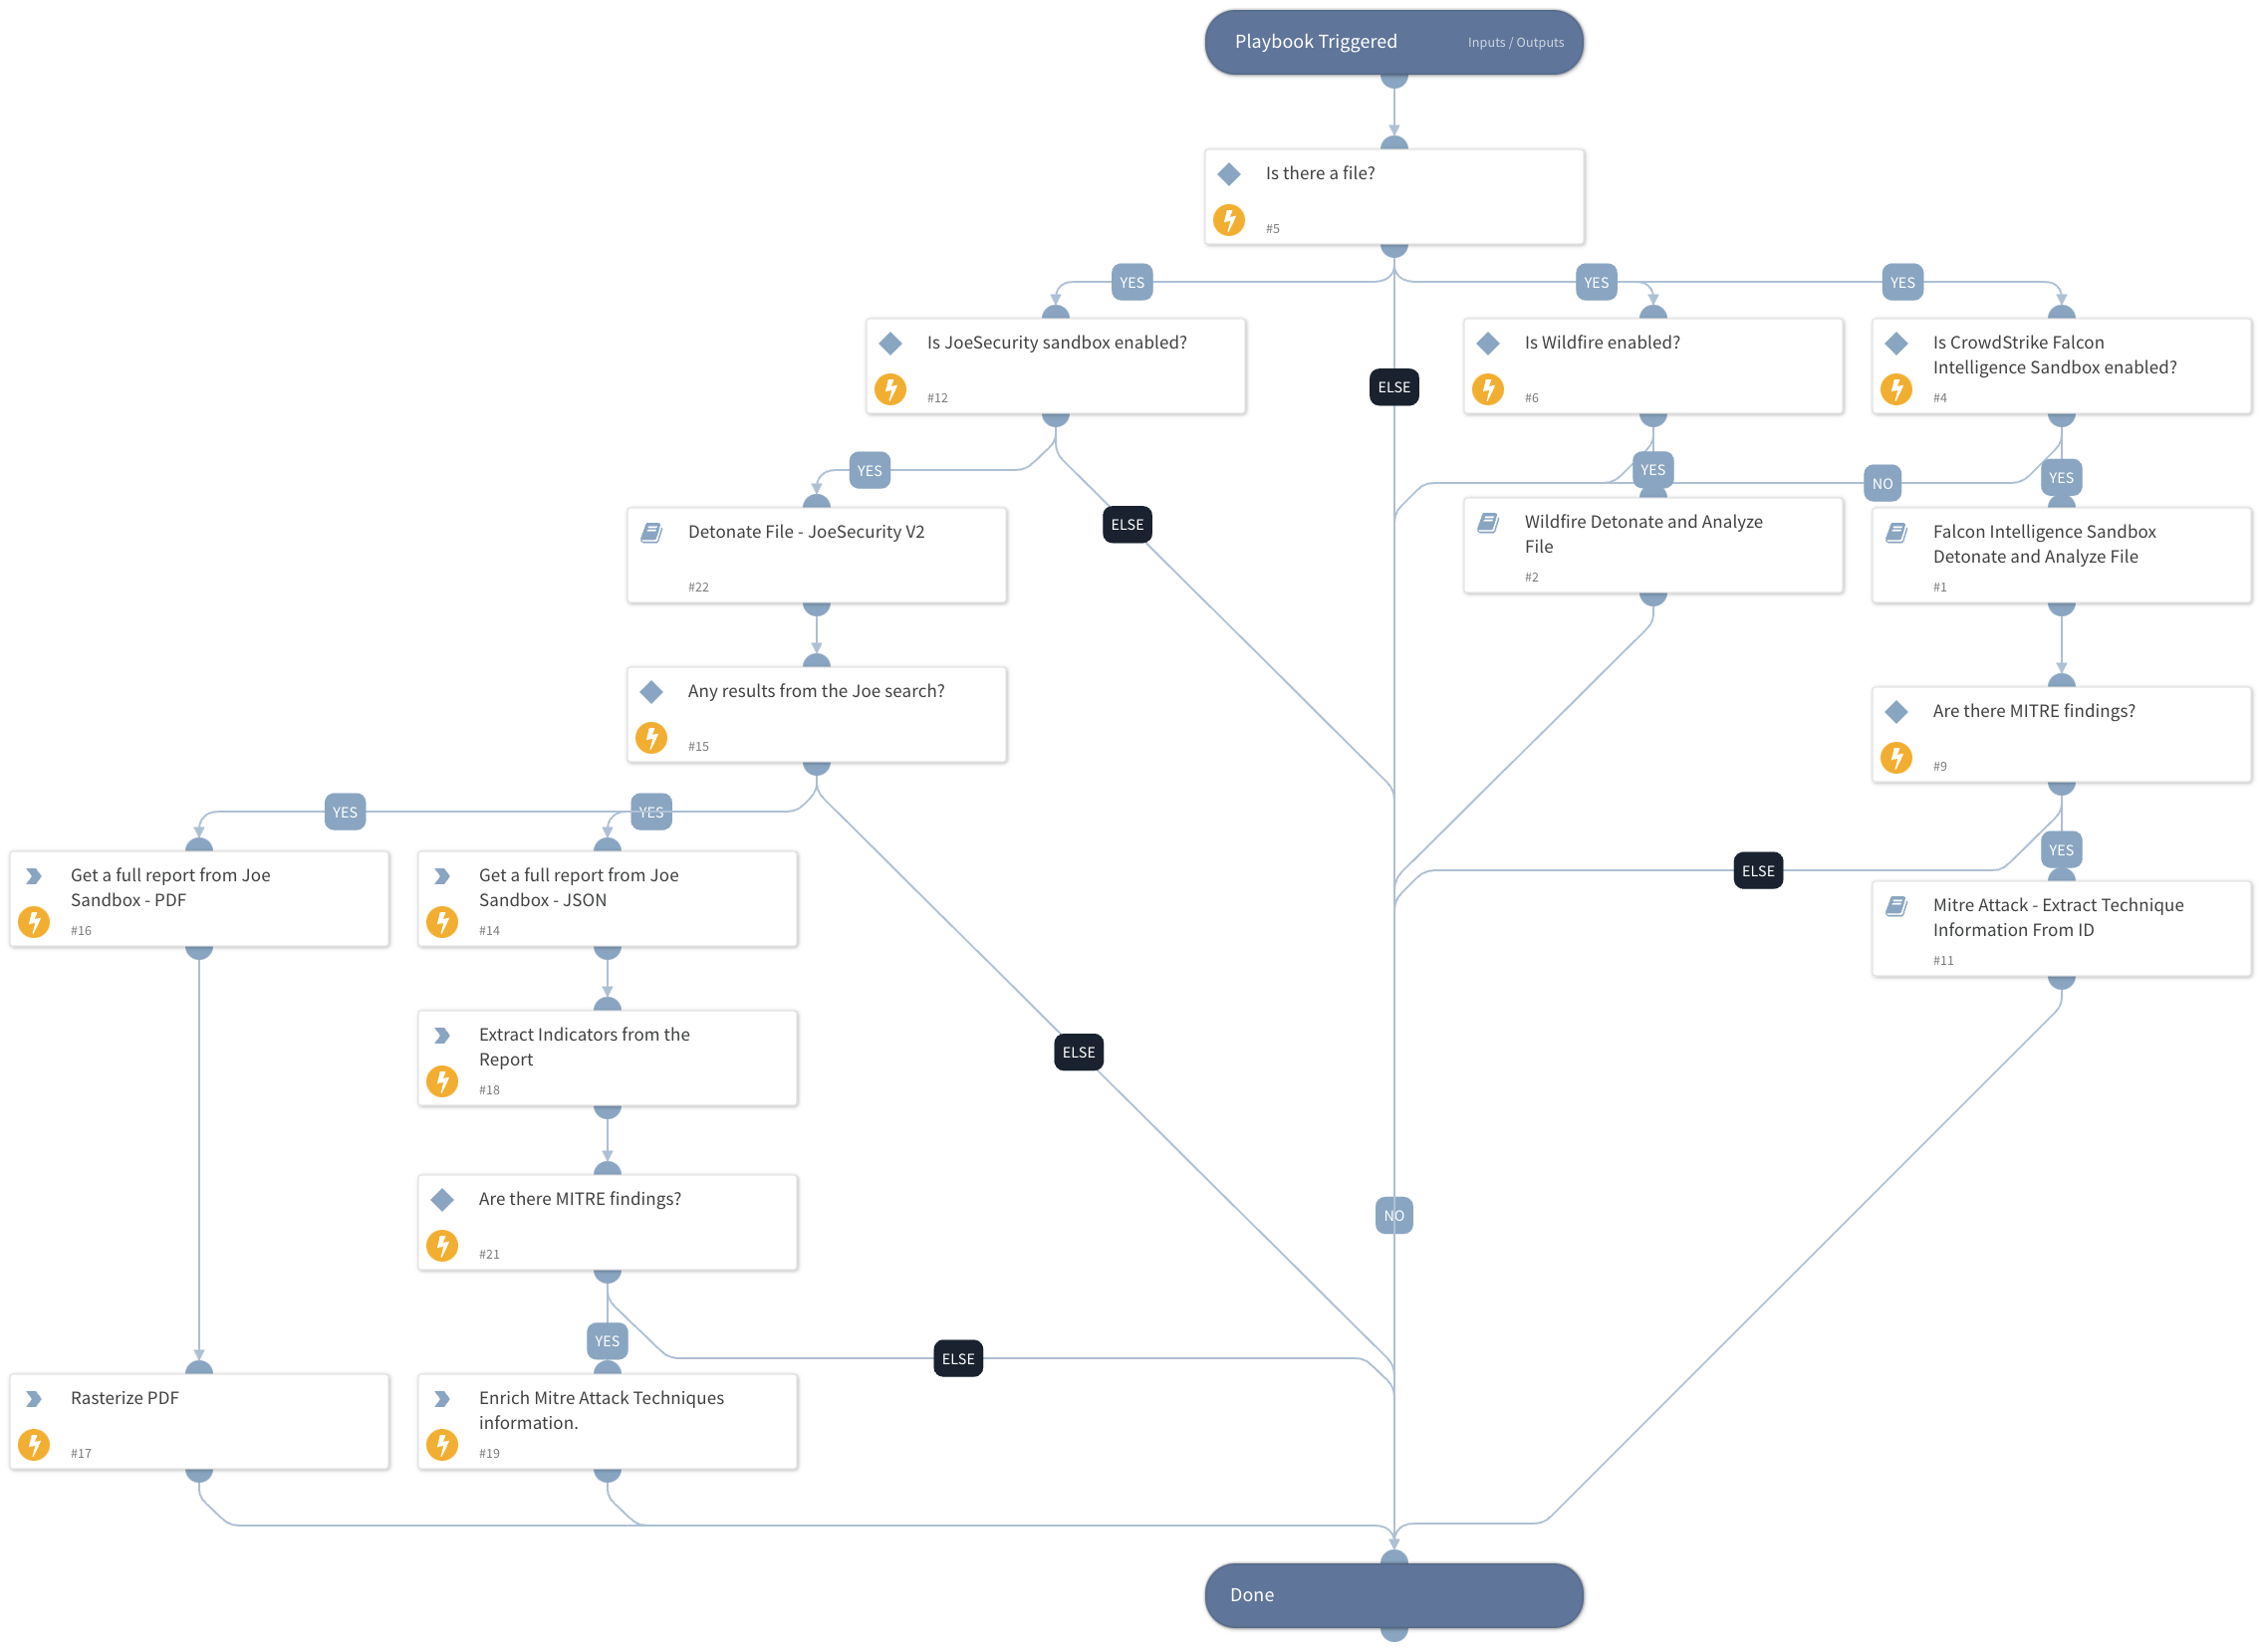 Playbook Triggered
Inputs / Outputs
Is there a file?
#5
YES
YES
YES
Is JoeSecurity sandbox enabled?
#12
ELSE
Is Wildfire enabled?
#6
Is CrowdStrike Falcon
Intelligence Sandbox enabled?
#4
YES
ELSE
YES
NO
YES
Detonate File - JoeSecurity V2
#22
Wildfire Detonate and Analyze
File
#2
Falcon Intelligence Sandbox
Detonate and Analyze File
#1
Any results from the Joe search?
#15
Are there MITRE findings?
#9
YES
YES
ELSE
YES
Get a full report from Joe
Sandbox - PDF
#16
Get a full report from Joe
Sandbox - JSON
#14
Mitre Attack - Extract Technique
Information From ID
#11
Extract Indicators from the
Report
#18
ELSE
Are there MITRE findings?
#21
NO
YES
ELSE
Rasterize PDF
#17
Enrich Mitre Attack Techniques
information.
#19
Done